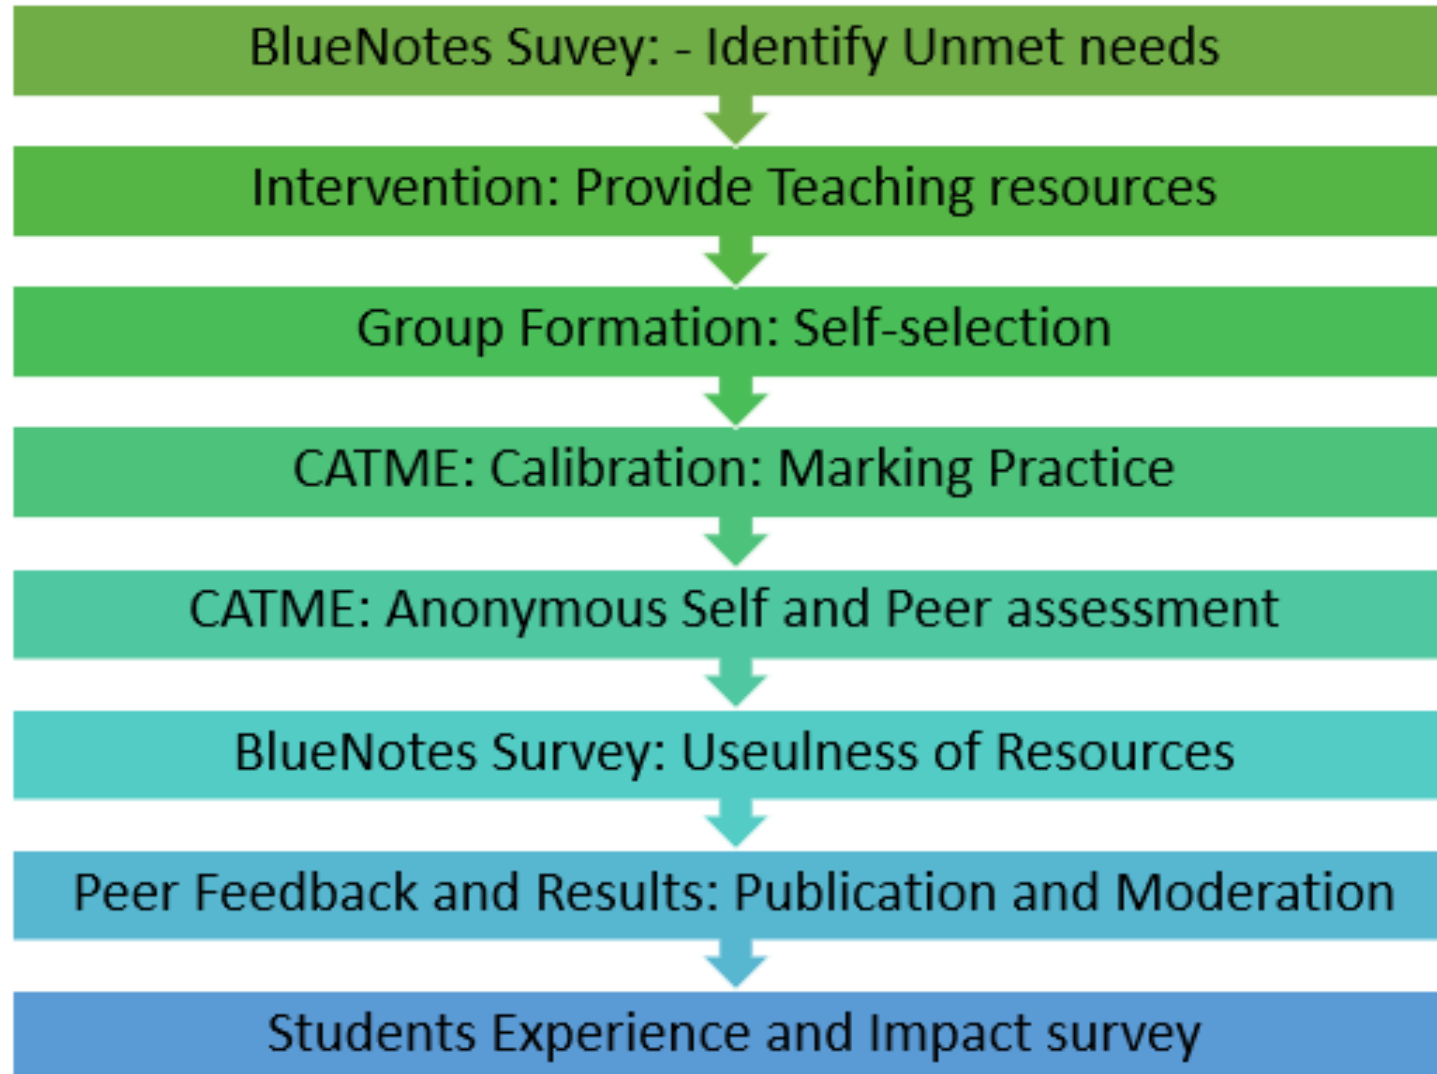 BlueNotes Suvey: - Identify Unmet needs
Intervention: Provide Teaching resources
Group Formation: Self-selection
CATME: Calibration: Marking Practice
CATME: Anonymous Self and Peer assessment
BlueNotes Survey: Useulness of Resources
Peer Feedback and Results: Publication and Moderation
Students Experience and Impact survey